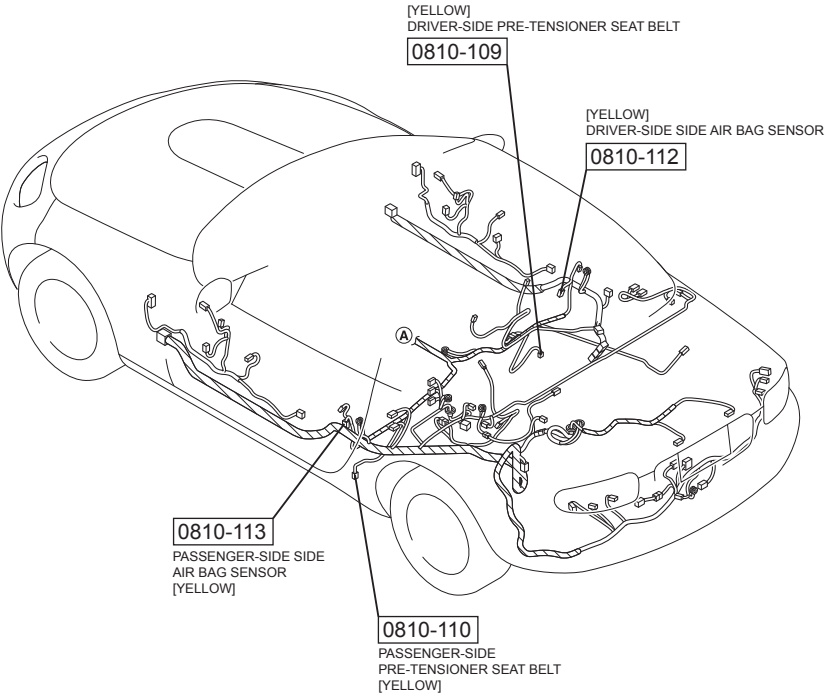 [YELLOW]
DRIVER-SIDE PRE-TENSIONER SEAT BELT
0810-109
[YELLOW]
DRIVER-SIDE SIDE AIR BAG SENSOR
0810-112
A
0810-113
PASSENGER-SIDE SIDE
AIR BAG SENSOR
[YELLOW]
0810-110
PASSENGER-SIDE
PRE-TENSIONER SEAT BELT
[YELLOW]